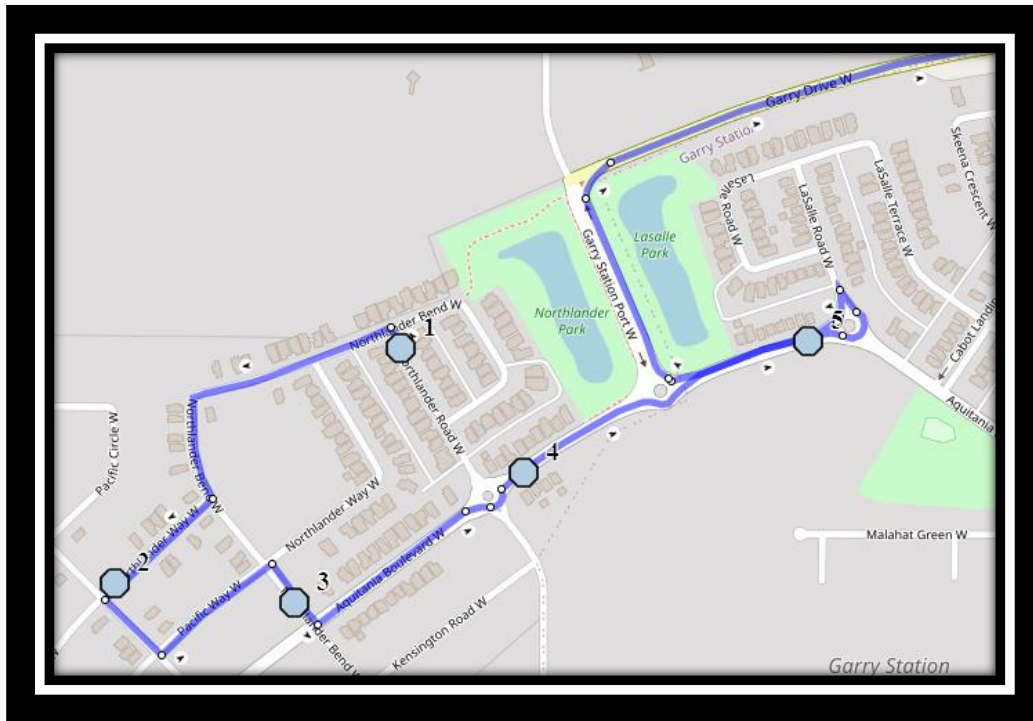 Garry Drive W
Garry Station
Skeena Crescent W
LaSalle Terrace W
LaSalle Road W
LaSalle
Road W
Lasalle
Park
Garry Station Port W
Northlander
Park
Northlander Bend W
1
Northlander Road W
5
Cabot Landing
Aquitania
Pacific Circle W
Northlander Bend W
Northlander Way W
4
Northlander Way W
Malahat Green W
2
3
Aquitania Boulevard W
Pacific Way W
Kensington Road W
Northlander Bend W
W
Garry Station